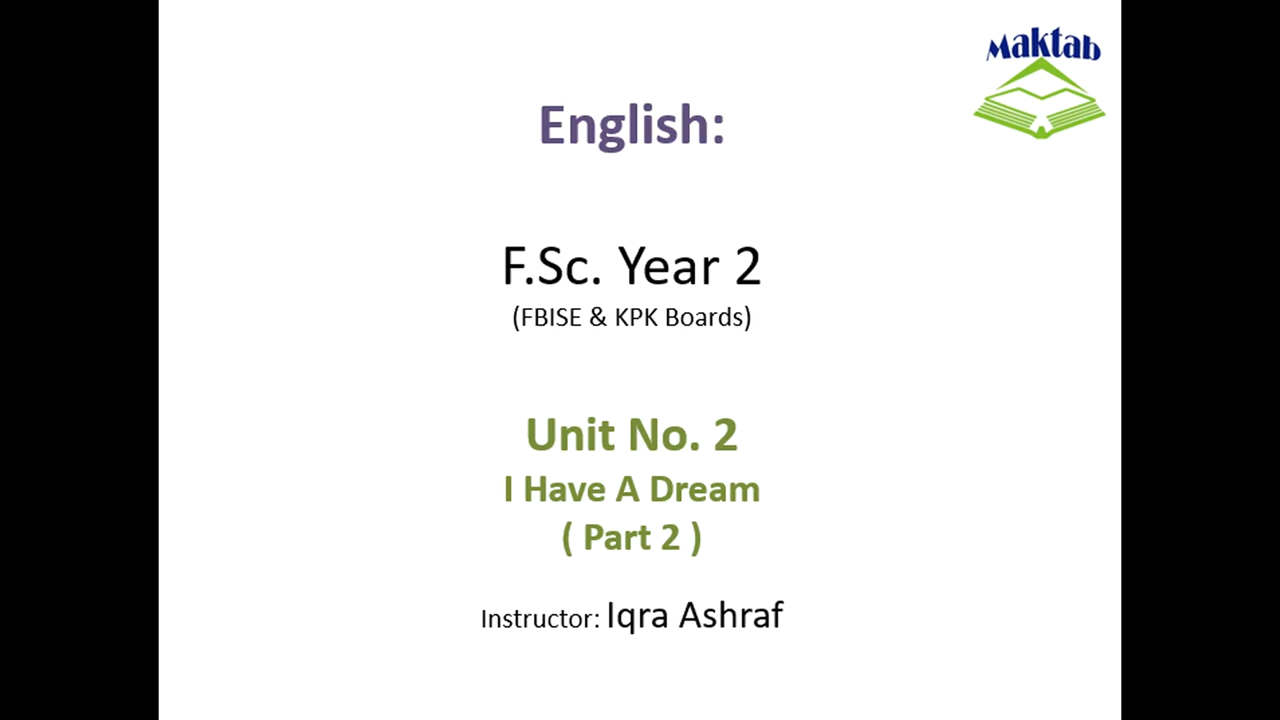 Maktab
English:
F.Sc. Year 2
(FBISE & KPK Boards)
Unit No. 2
I Have A Dream
( Part 2 )
Instructor: Iqra Ashraf